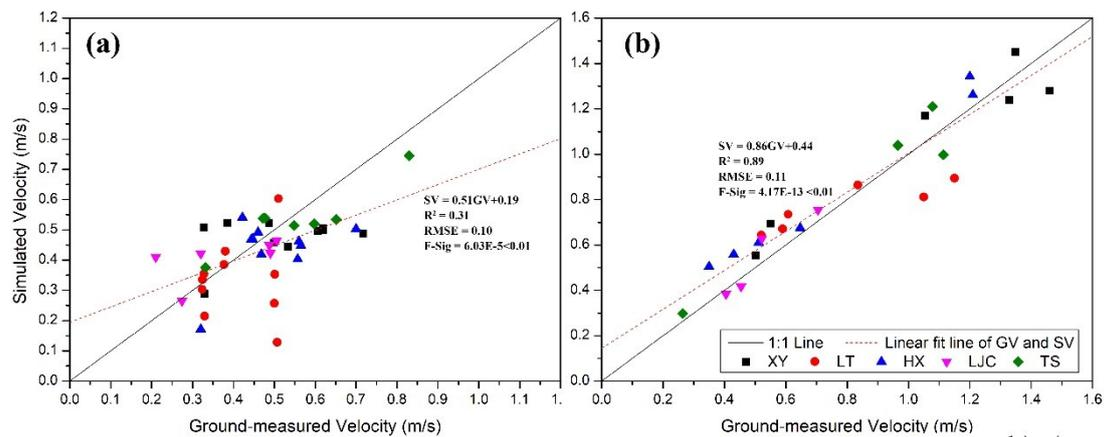 (a)
1.2
1.1
1.0
0.9
0.8
0.7
0.6
0.5
0.4
0.3
0.2
0.1
0.0
Simulated Velocity (m/s)
SV = 0.51GV+0.19
R² = 0.31
RMSE = 0.10
F-Sig = 6.03E-5<0.01
0.0 0.1 0.2 0.3 0.4 0.5 0.6 0.7 0.8 0.9 1.0 1.1 1.
Ground-measured Velocity (m/s)
(b)
1.6
1.4
1.2
1.0
0.8
0.6
0.4
0.2
0.0
SV = 0.86GV+0.44
R² = 0.89
RMSE = 0.11
F-Sig = 4.17E-13 <0.01
1:1 Line Linear fit line of GV and SV
XY LT HX LJC TS
0.0 0.2 0.4 0.6 0.8 1.0 1.2 1.4 1.6
Ground-measured Velocity (m/s)